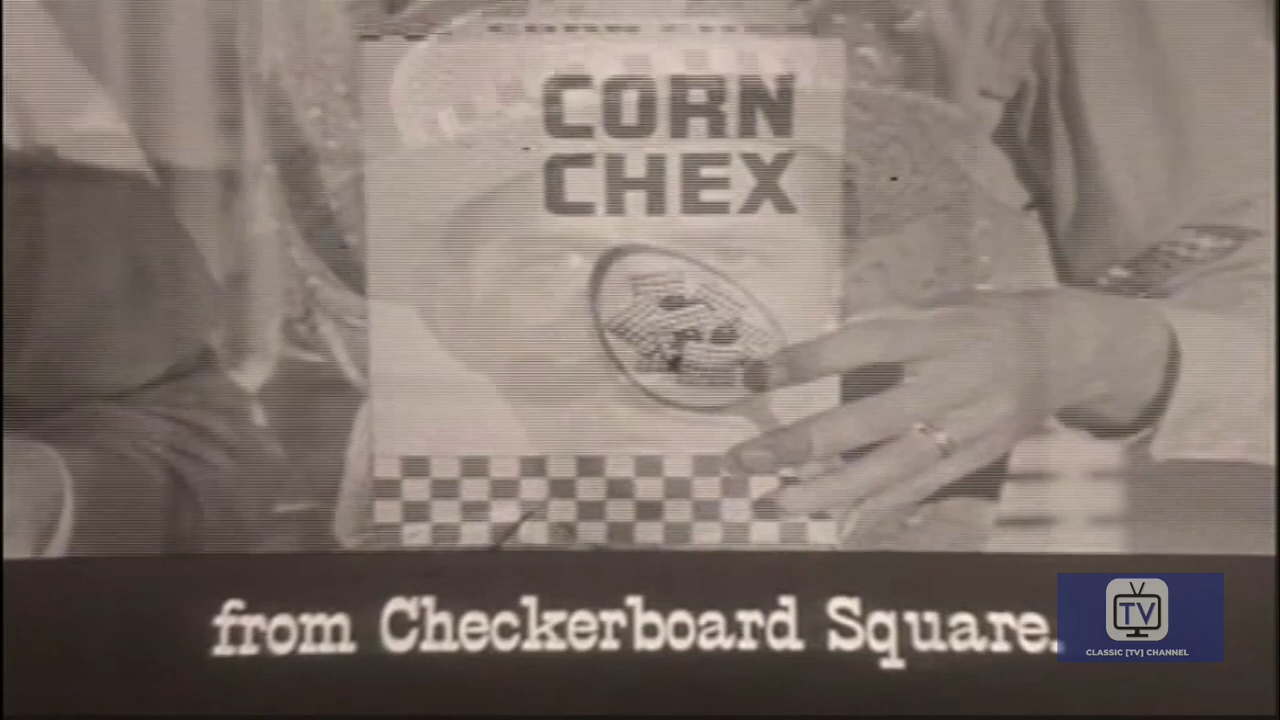 CORN
CHEX
from Checkerboard Square.
TV
CLASSIC [TV] CHANNEL